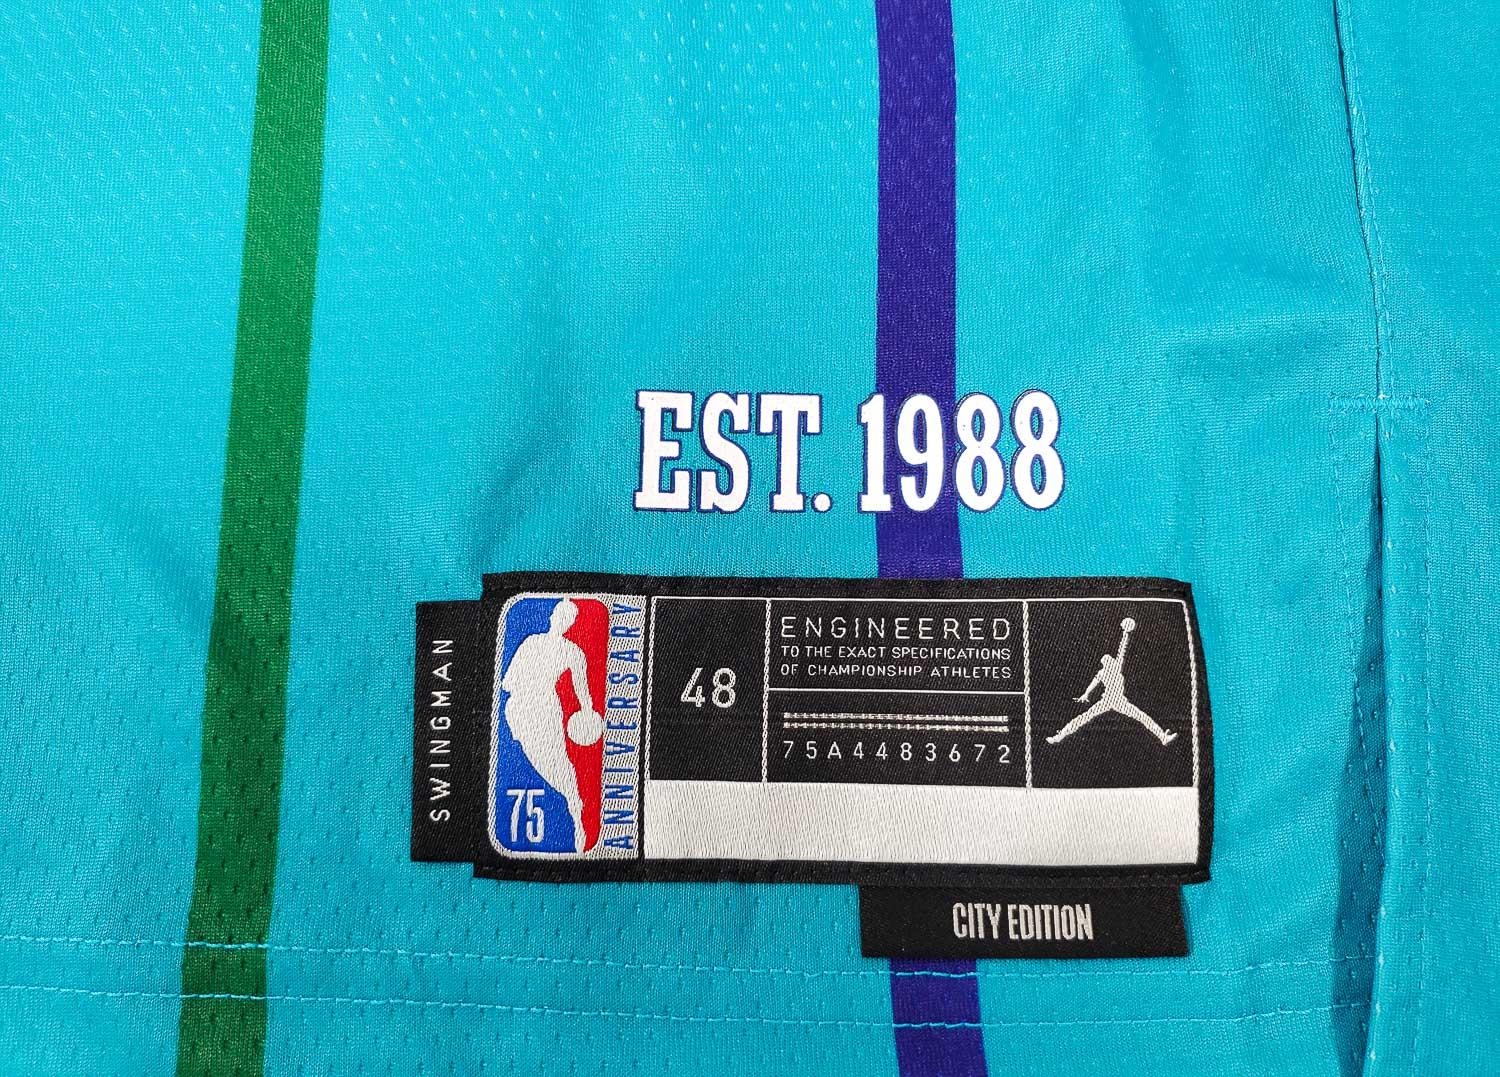 EST. 1988
SWINGMAN
75
ANNIVERSARY
48
ENGINEERED
TO THE EXACT SPECIFICATIONS
OF CHAMPIONSHIP ATHLETES
75A4483672
CITY EDITION